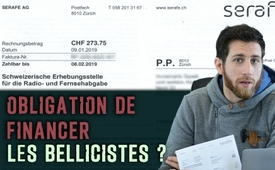 SERAFE AG
Postfach
8010 Zürich
T 058 201 31 67
www.serafe.ch
serafe
Rechnungsbetrag CHF 273.75
Datum 09.01.2019
Faktura-Nr.
Zahlbar bis 08.02.2019
P.P.
8010 Zürich
Schweizerische Erhebungsstelle
für die Radio- und Fernsehabgabe
OBLIGATION DE
FINANCER
LES BELLICISTES ?